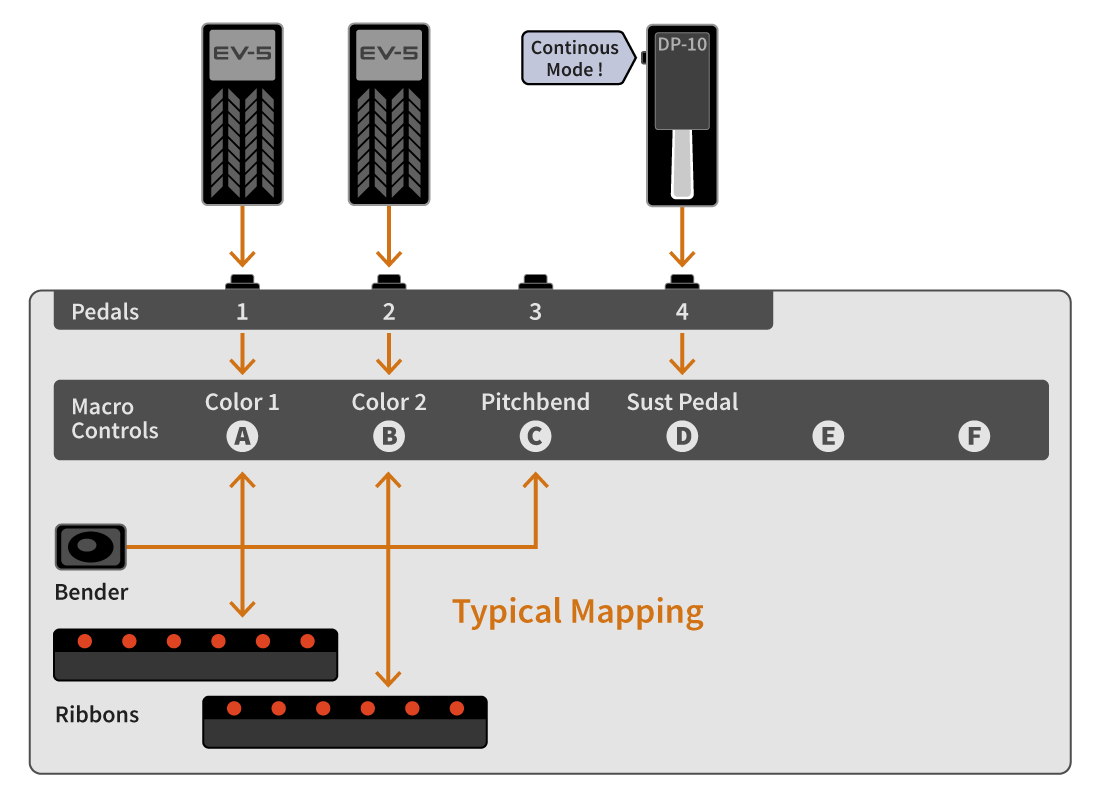 EV-5
EV-5
Continous
Mode !
DP-10
Pedals 1 2 3 4
Macro
Controls
Color 1 Color 2 Pitchbend Sust Pedal
A B C D E F
Bender
Typical Mapping
Ribbons